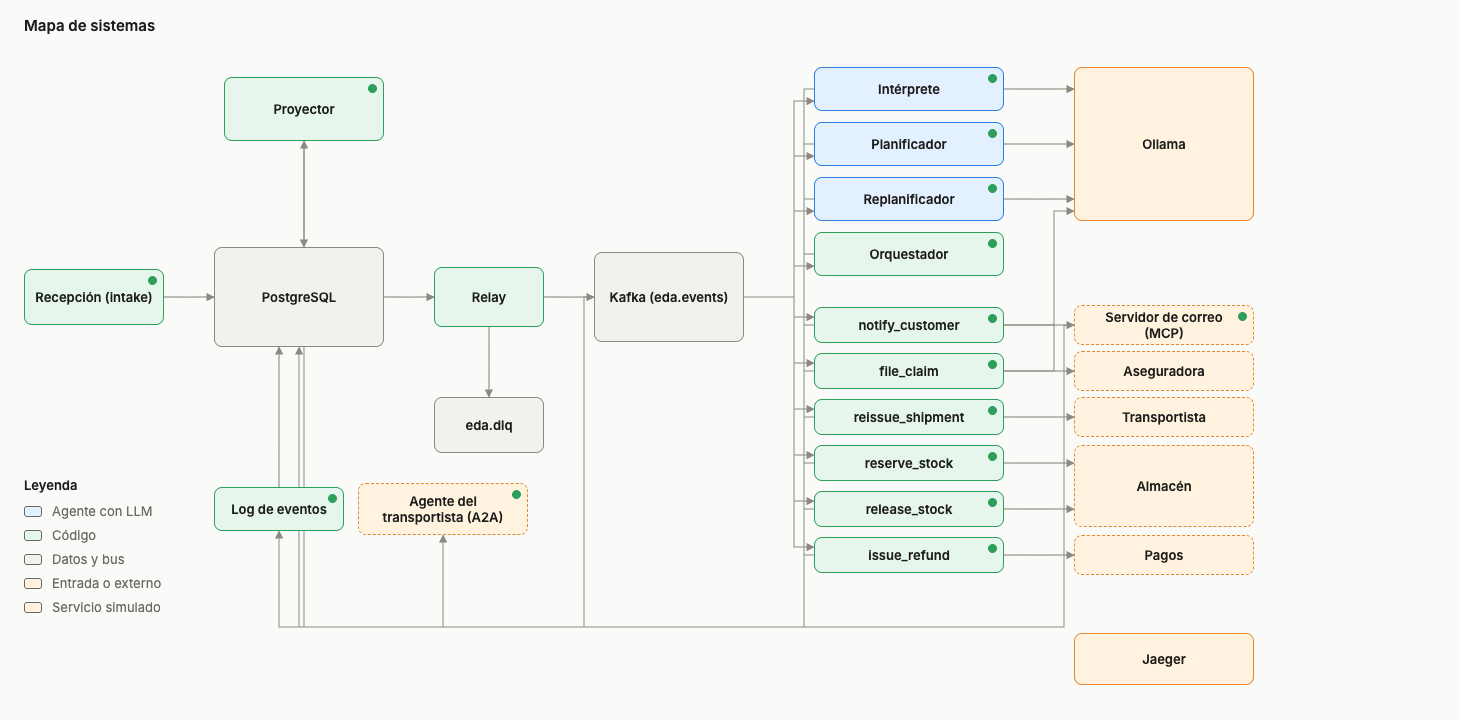 Mapa de sistemas
Proyector
Recepción (intake)
PostgreSQL
Relay
Kafka (eda.events)
eda.dlq
Log de eventos
Agente del
transportista (A2A)
Intérprete
Planificador
Replanificador
Orquestador
notify_customer
file_claim
reissue_shipment
reserve_stock
release_stock
issue_refund
Ollama
Servidor de correo
(MCP)
Aseguradora
Transportista
Almacén
Pagos
Jaeger
Leyenda
Agente con LLM
Código
Datos y bus
Entrada o externo
Servicio simulado